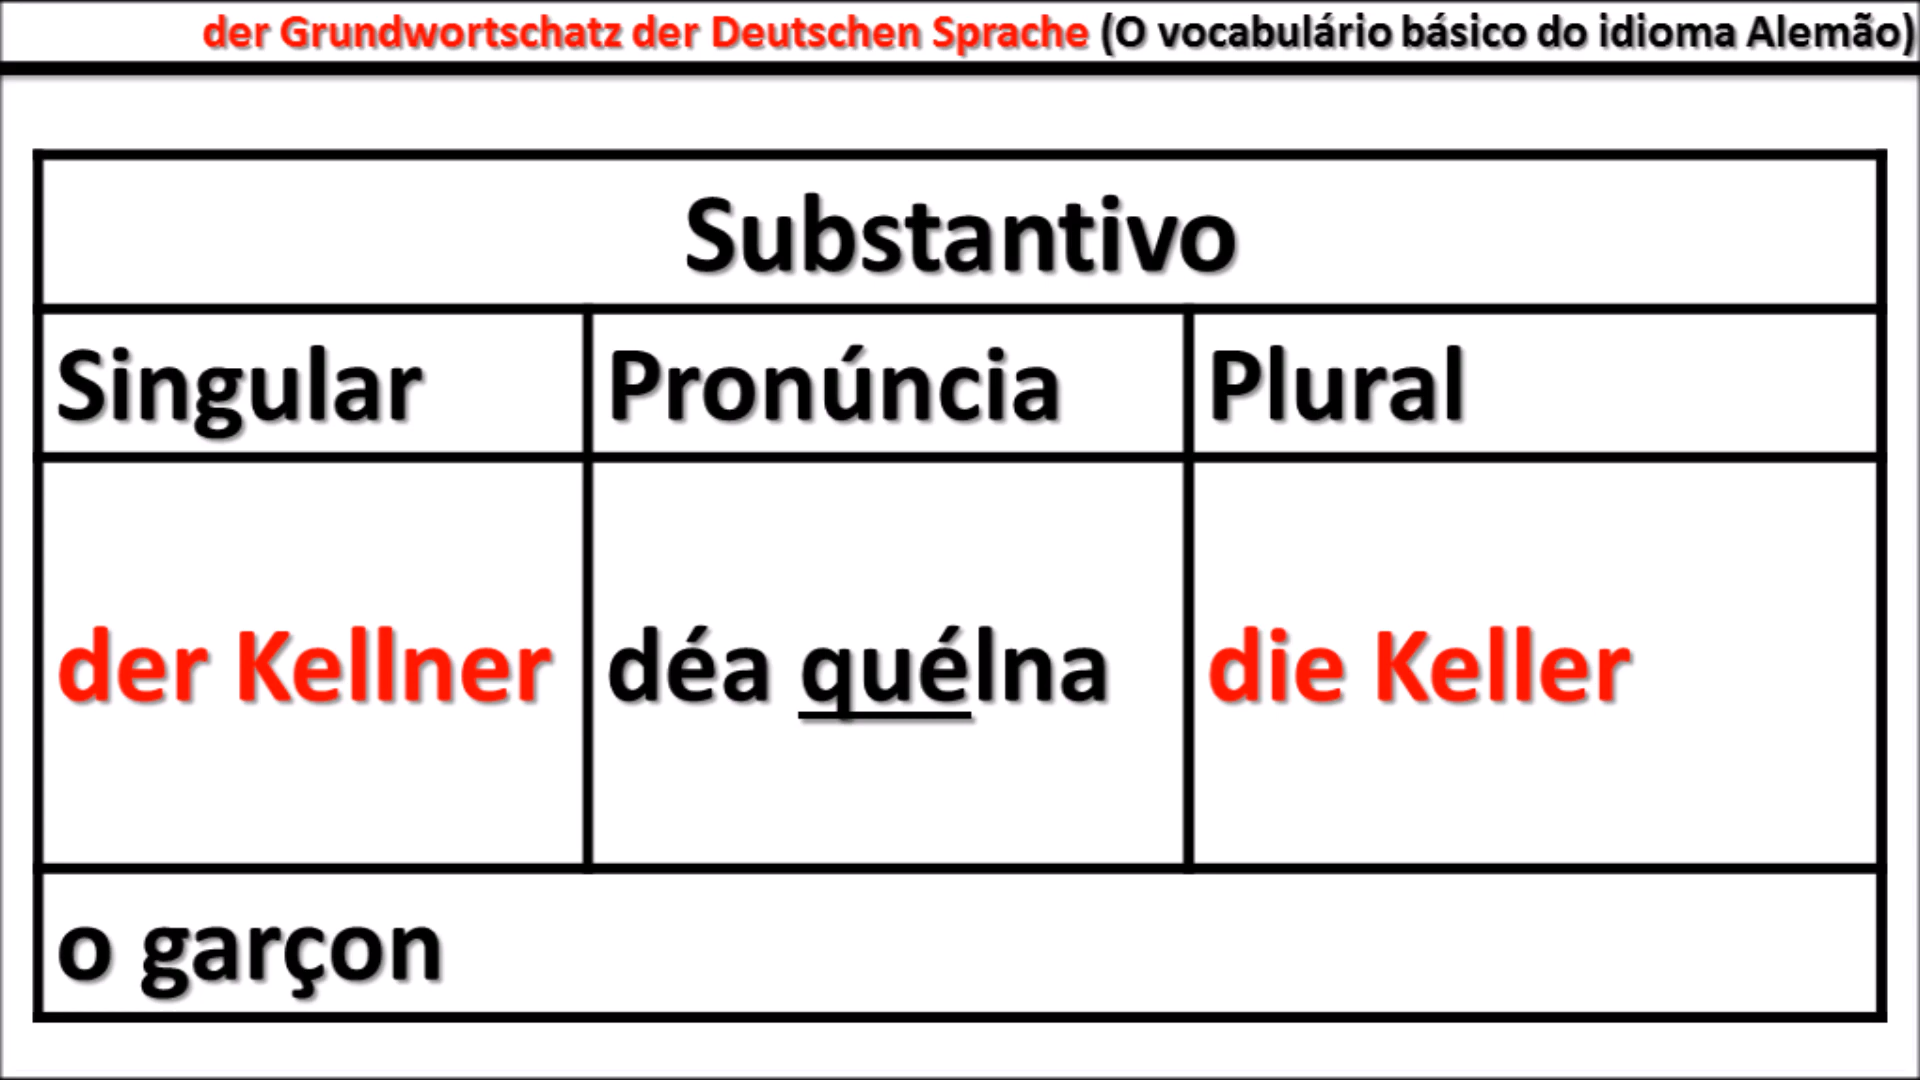 der Grundwortschatz der Deutschen Sprache (O vocabulário básico do idioma Alemão)
Substantivo
Singular Pronúncia Plural
der Kellner déa quélna die Keller
o garçon